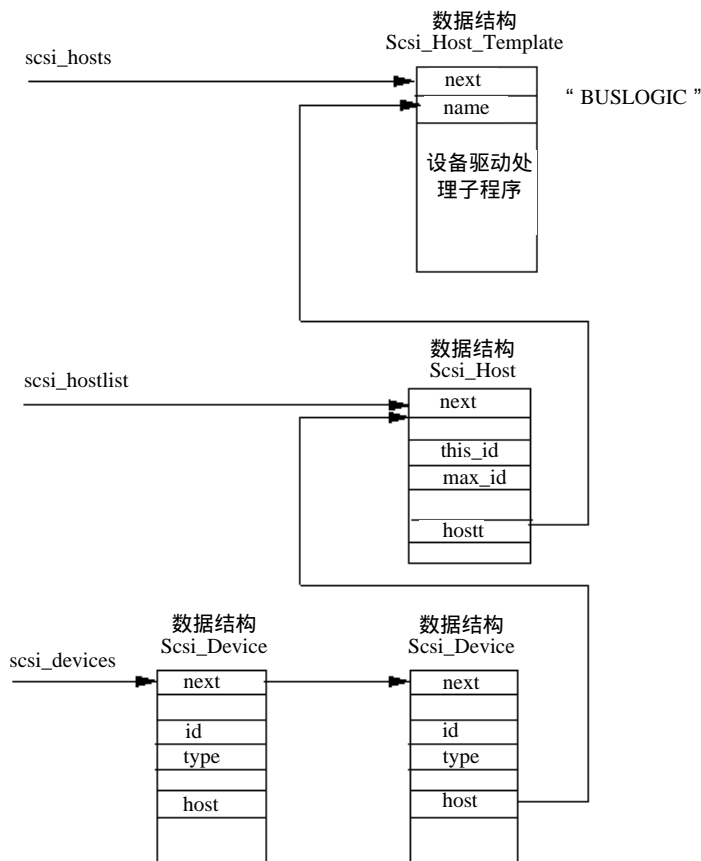 数据结构
Scsi_Host_Template
scsi_hosts
next
name
“ BUSLOGIC ”
设备驱动处
理子程序
数据结构
Scsi_Host
scsi_hostlist
next
this_id
max_id
hostt
数据结构
Scsi_Device
数据结构
Scsi_Device
scsi_devices
next
next
id
id
type
type
host
host